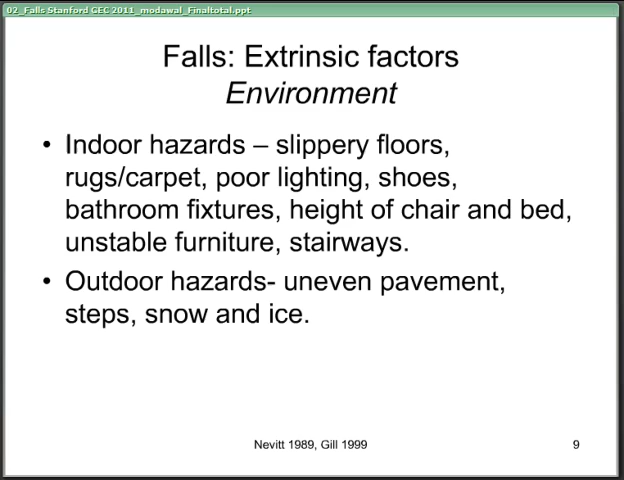 02_Falls Stanford GEC 2011_modawal_Finaltotal.ppt
Falls: Extrinsic factors
Environment
• Indoor hazards – slippery floors,
rugs/carpet, poor lighting, shoes,
bathroom fixtures, height of chair and bed,
unstable furniture, stairways.
• Outdoor hazards- uneven pavement,
steps, snow and ice.
Nevitt 1989, Gill 1999
9